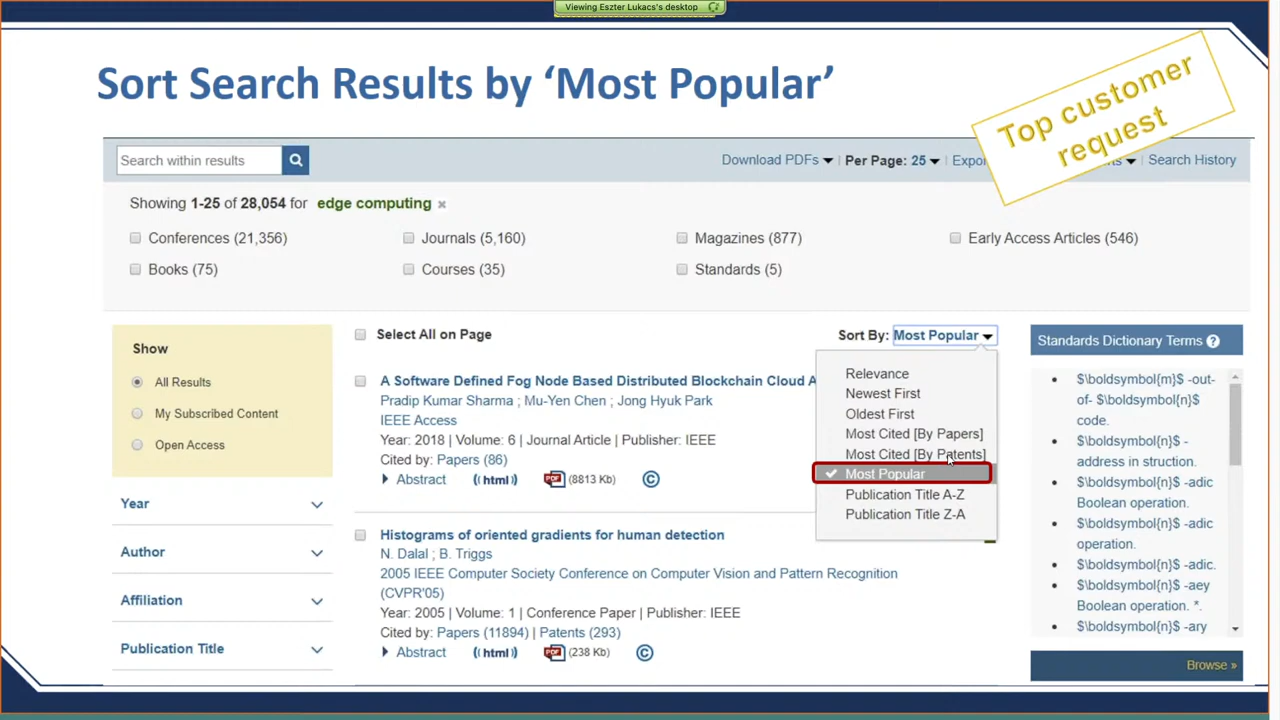 Viewing Eszter Lukacs's desktop
Sort Search Results by ‘Most Popular’
Top customer
request
Search within results
Download PDFs
Per Page: 25
Search History
Showing 1-25 of 28,054 for edge computing ×
Conferences (21,356)
Journals (5,160)
Magazines (877)
Early Access Articles (546)
Books (75)
Courses (35)
Standards (5)
Show
All Results
My Subscribed Content
Open Access
Year
Author
Affiliation
Publication Title
Select All on Page
Sort By: Most Popular
Relevance
Newest First
Oldest First
Most Cited [By Papers]
Most Cited [By Patents]
Most Popular
Publication Title A-Z
Publication Title Z-A
A Software Defined Fog Node Based Distributed Blockchain Cloud A
Pradip Kumar Sharma ; Mu-Yen Chen ; Jong Hyuk Park
IEEE Access
Year: 2018 | Volume: 6 | Journal Article | Publisher: IEEE
Cited by: Papers (86)
Abstract ((html)) PDF (8813 Kb) ©
Histograms of oriented gradients for human detection
N. Dalal ; B. Triggs
2005 IEEE Computer Society Conference on Computer Vision and Pattern Recognition
(CVPR'05)
Year: 2005 | Volume: 1 | Conference Paper | Publisher: IEEE
Cited by: Papers (11894) | Patents (293)
Abstract ((html)) PDF (238 Kb) ©
Standards Dictionary Terms ?
$\boldsymbol{m}$ -out-
of- $\boldsymbol{n}$
code.
$\boldsymbol{n}$ -
address in struction.
$\boldsymbol{n}$ -adic
Boolean operation.
$\boldsymbol{n}$ -adic
operation.
$\boldsymbol{n}$ -adic.
$\boldsymbol{n}$ -aey
Boolean operation. *.
$\boldsymbol{n}$ -ary
Browse »